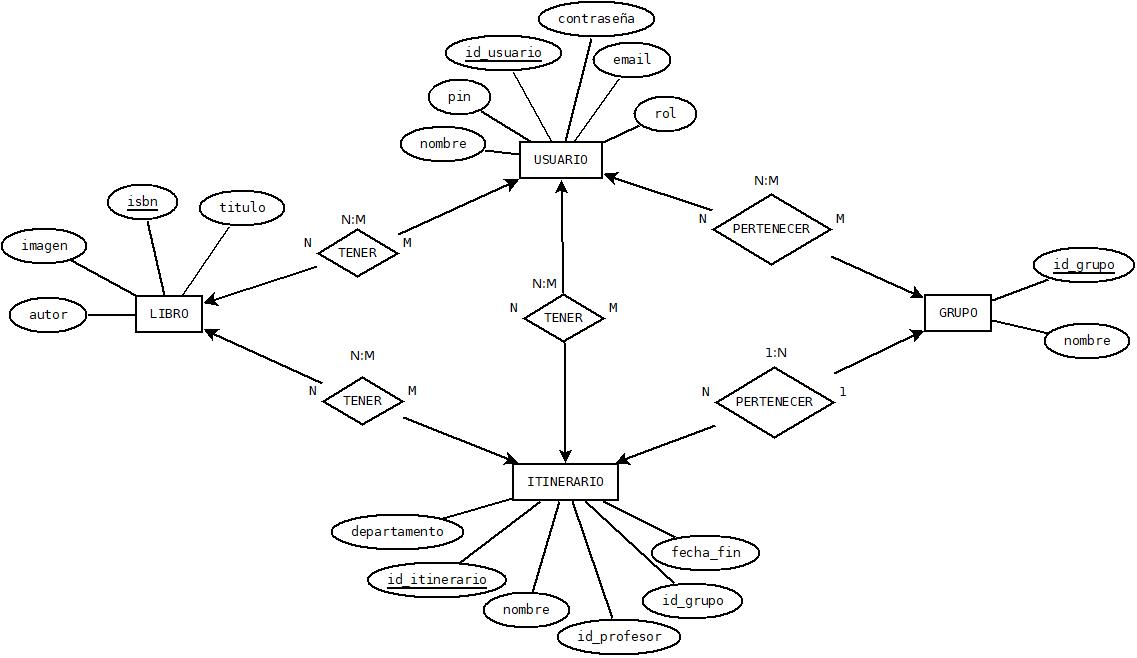 contraseña
id_usuario
email
pin
rol
nombre
USUARIO
N:M
isbn
titulo
N:M
N
M
N
PERTENECER
M
imagen
TENER
id_grupo
N:M
autor
LIBRO
N
TENER
M
GRUPO
nombre
N:M
1:N
N
M
N
1
TENER
PERTENECER
ITINERARIO
departamento
fecha_fin
id_itinerario
id_grupo
nombre
id_profesor